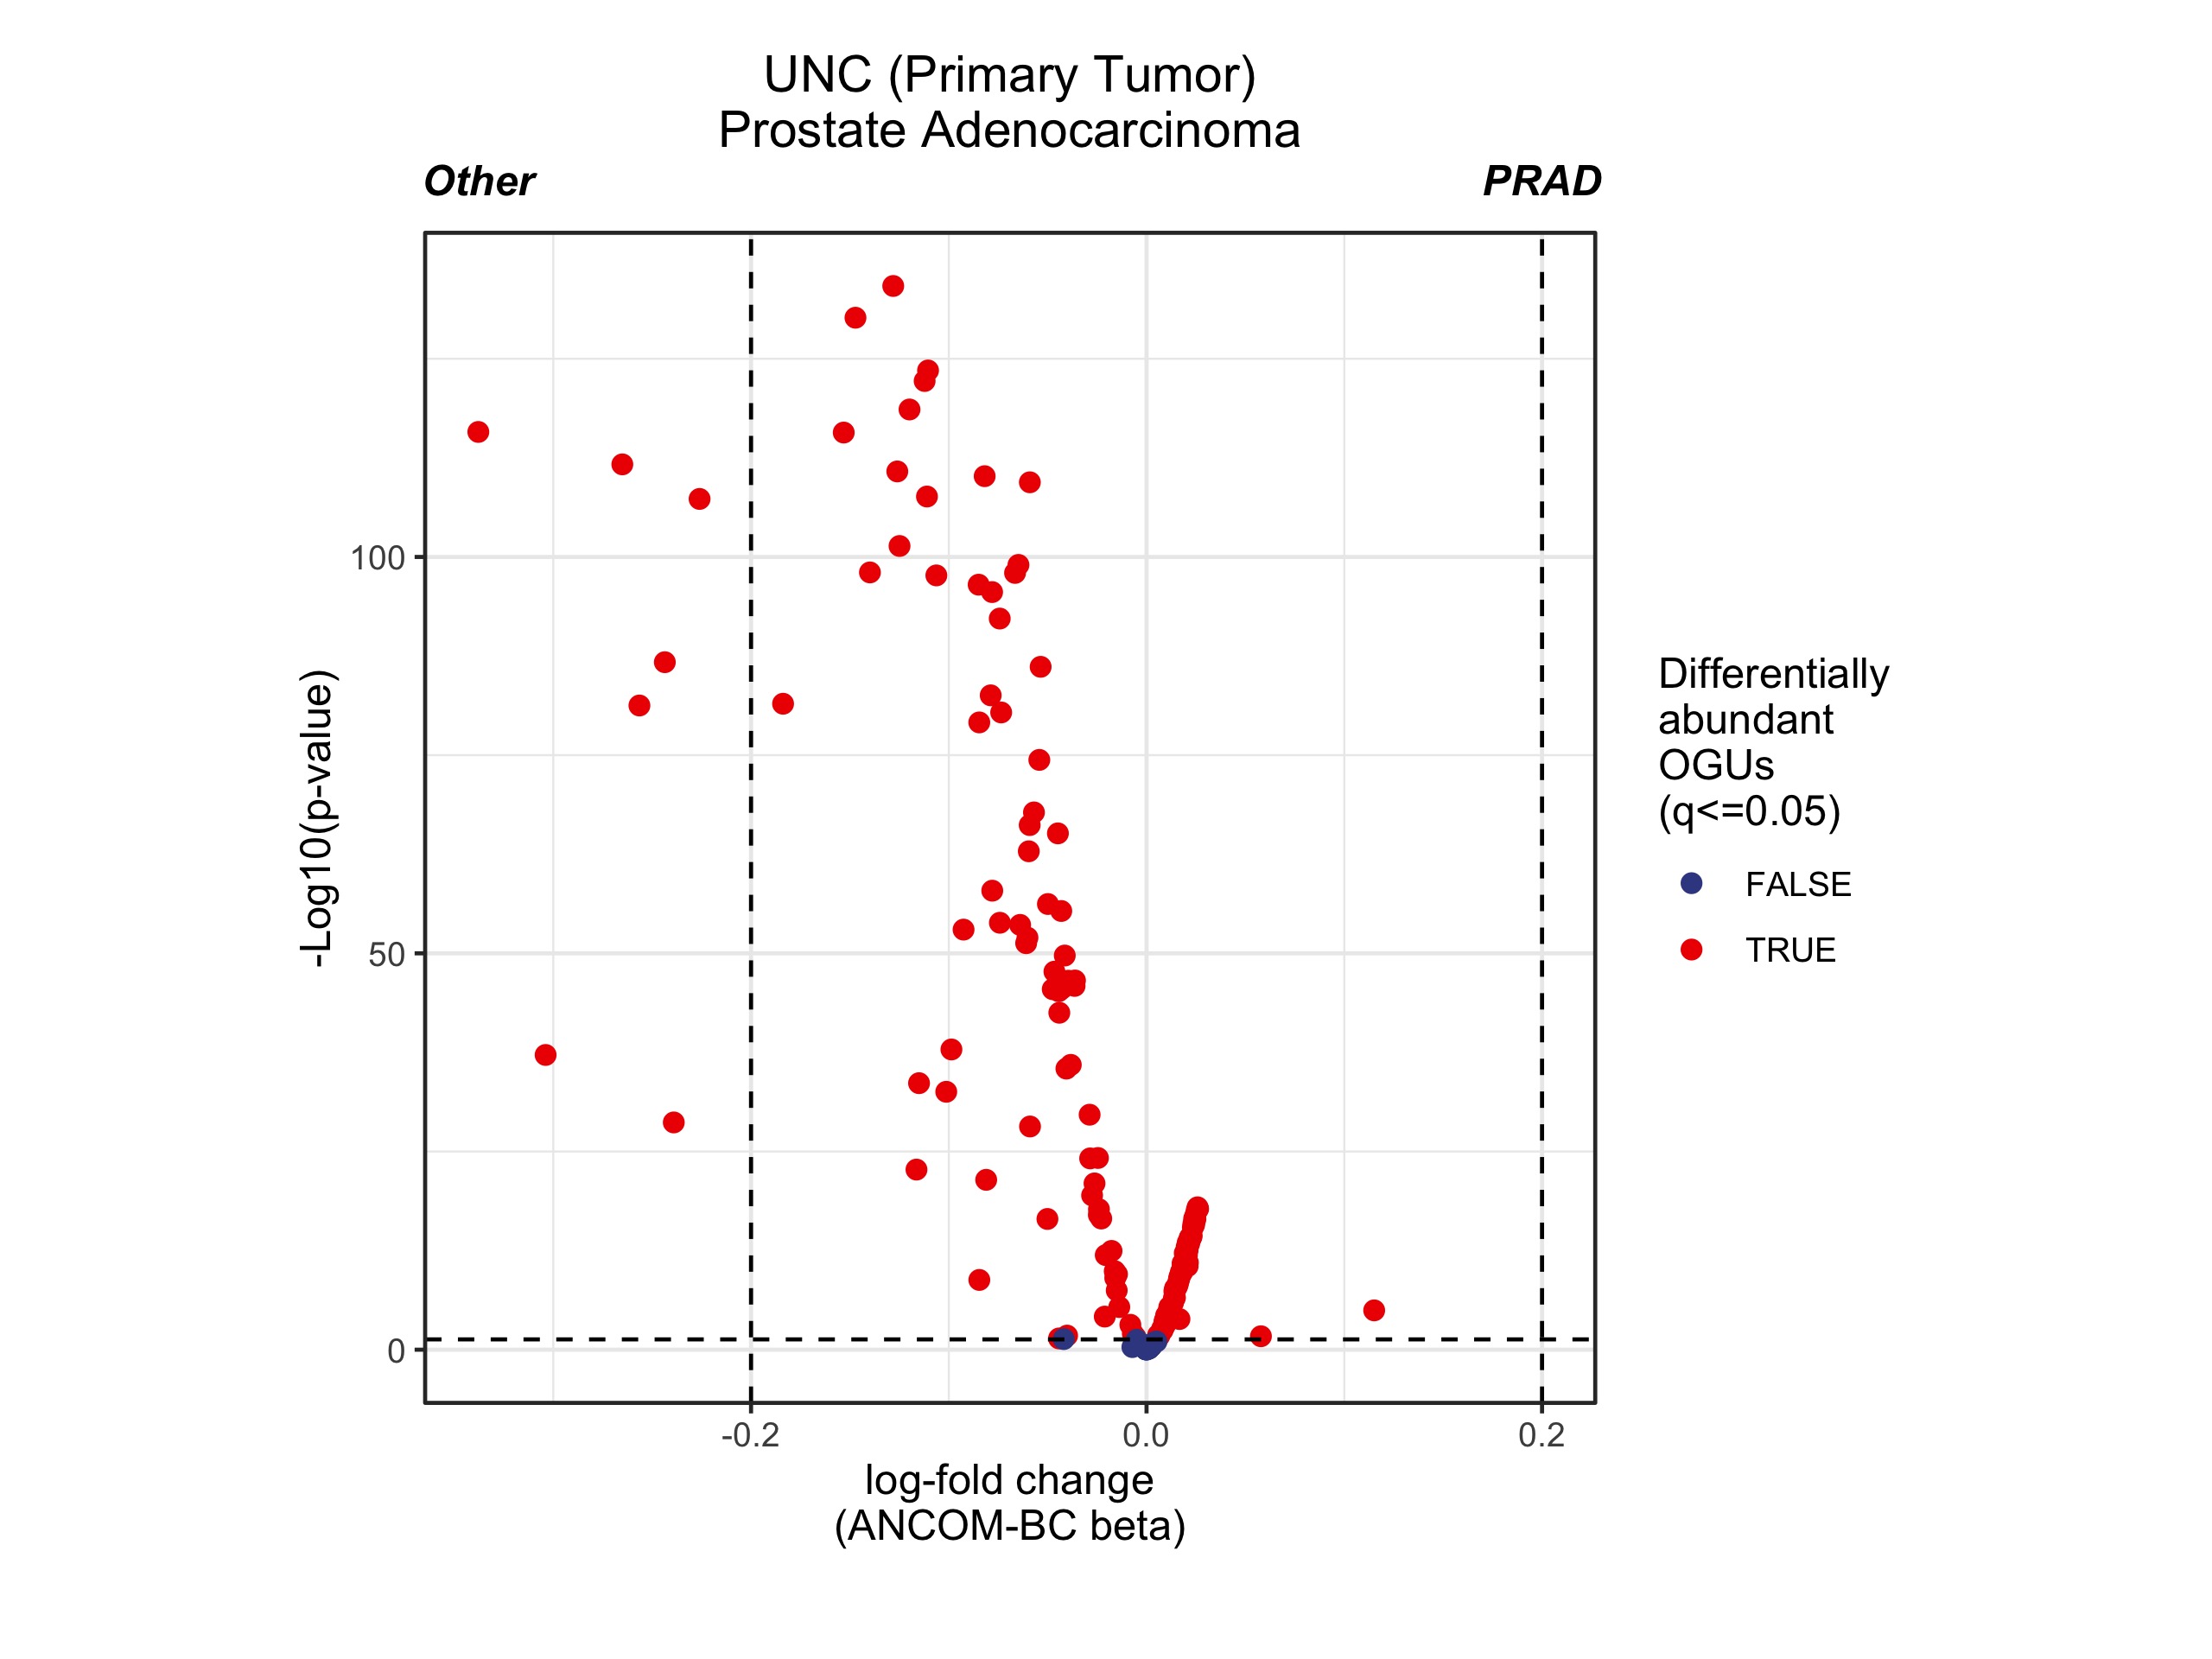 UNC (Primary Tumor)
Prostate Adenocarcinoma
Other
PRAD
100
50
0
-Log10(p-value)
-0.2
0.0
0.2
log-fold change
(ANCOM-BC beta)
Differentially
abundant
OGUs
(q<=0.05)
FALSE
TRUE